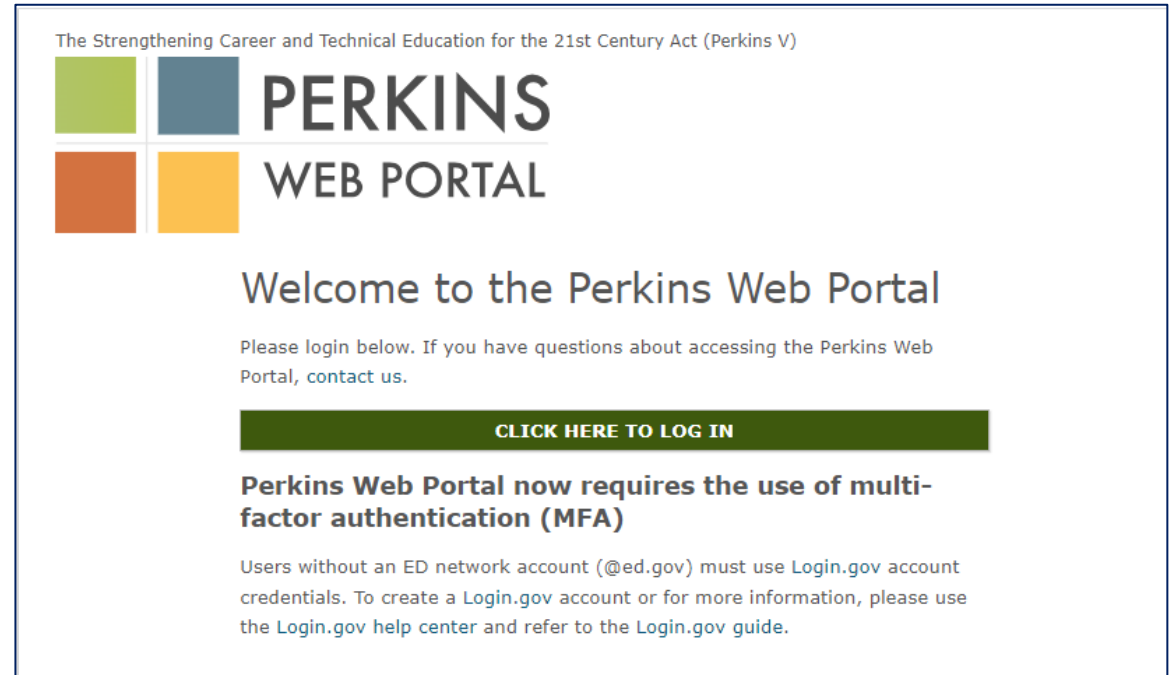 The Strengthening Career and Technical Education for the 21st Century Act (Perkins V)
PERKINS
WEB PORTAL
Welcome to the Perkins Web Portal
Please login below. If you have questions about accessing the Perkins Web
Portal, contact us.
CLICK HERE TO LOG IN
Perkins Web Portal now requires the use of multi-
factor authentication (MFA)
Users without an ED network account (@ed.gov) must use Login.gov account
credentials. To create a Login.gov account or for more information, please use
the Login.gov help center and refer to the Login.gov guide.